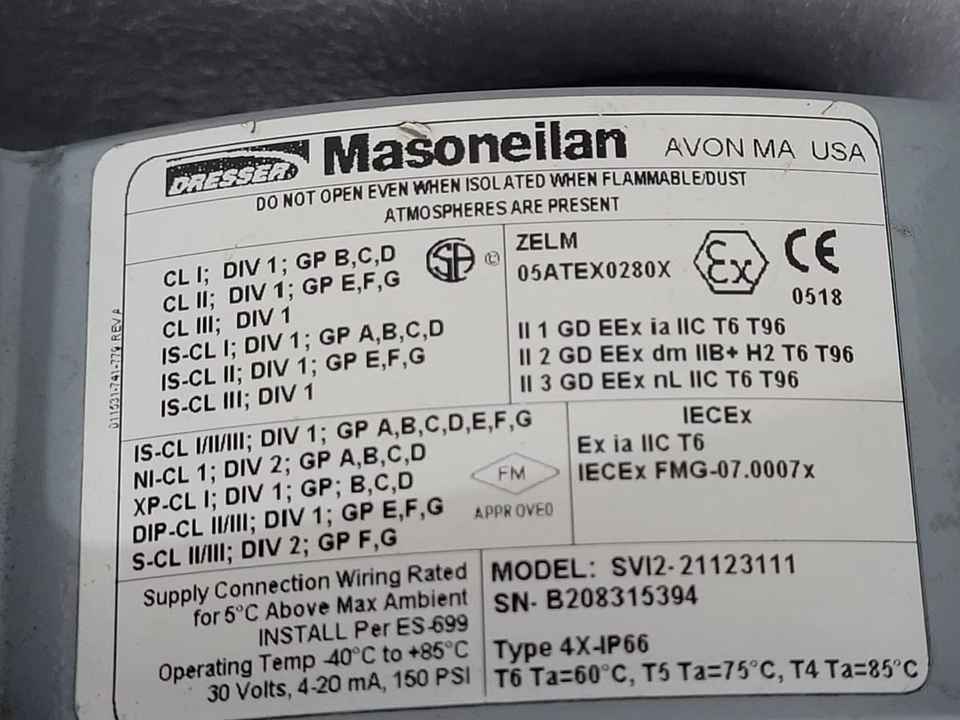 DRESSER Masoneilan AVON MA USA
DO NOT OPEN EVEN WHEN ISOLATED WHEN FLAMMABLE/DUST
ATMOSPHERES ARE PRESENT
CL I; DIV 1; GP B,C,D
CL II; DIV 1; GP E,F,G
CL III; DIV 1
IS-CL I; DIV 1; GP A,B,C,D
IS-CL II; DIV 1; GP E,F,G
IS-CL III; DIV 1
SA ©
ZELM
05ATEX0280X
Ex CE
0518
II 1 GD EEx ia IIC T6 T96
II 2 GD EEx dm IIB+ H2 T6 T96
II 3 GD EEx nL IIC T6 T96
IS-CL I/II/III; DIV 1; GP A,B,C,D,E,F,G
NI-CL 1; DIV 2; GP A,B,C,D
XP-CL I; DIV 1; GP; B,C,D
DIP-CL II/III; DIV 1; GP E,F,G
S-CL II/III; DIV 2; GP F,G
FM
APPROVED
IECEx
Ex ia IIC T6
IECEx FMG-07.0007x
Supply Connection Wiring Rated
for 5°C Above Max Ambient
INSTALL Per ES-699
Operating Temp -40°C to +85°C
30 Volts, 4-20 mA, 150 PSI
MODEL: SVI2-21123111
SN- B208315394
Type 4X-IP66
T6 Ta=60°C, T5 Ta=75°C, T4 Ta=85°C